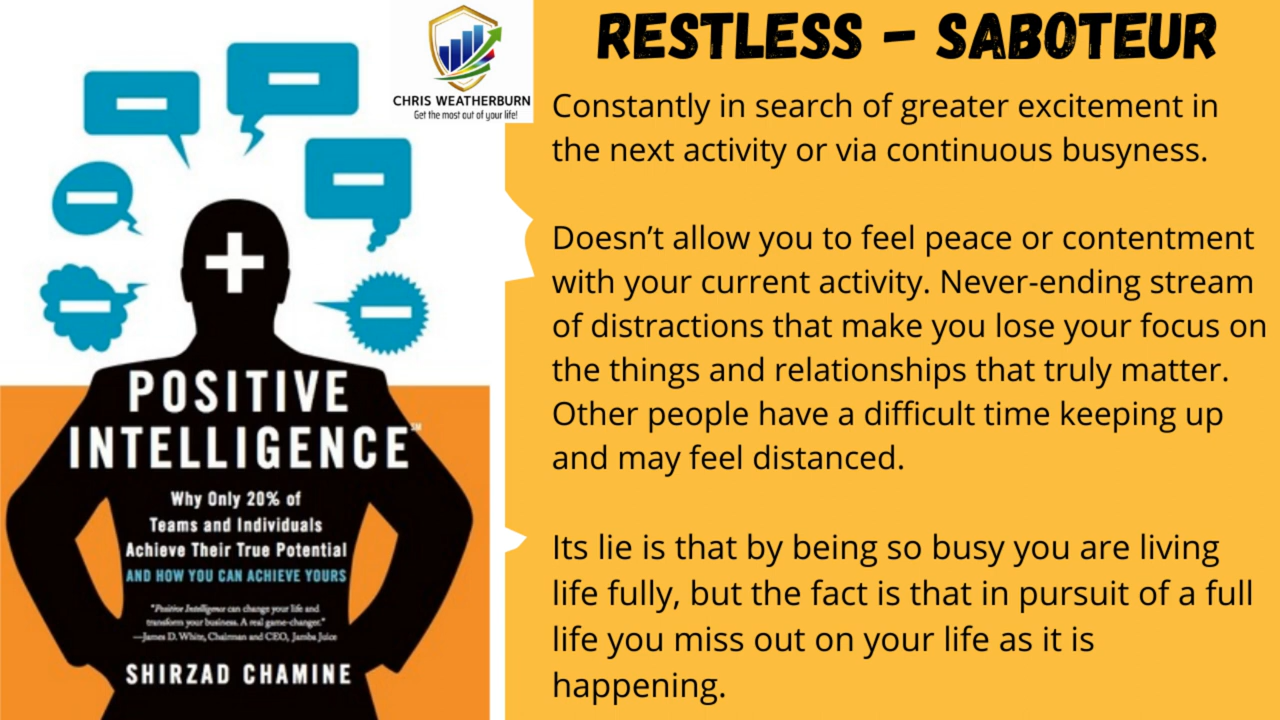 CHRIS WEATHERBURN
Get the most out of your life!
POSITIVE
INTELLIGENCE℠
Why Only 20% of
Teams and Individuals
Achieve Their True Potential
AND HOW YOU CAN ACHIEVE YOURS
"Positive Intelligence can change your life and
transform your business. A real game-changer."
—James D. White, Chairman and CEO, Jamba Juice
SHIRZAD CHAMINE
RESTLESS – SABOTEUR
Constantly in search of greater excitement in
the next activity or via continuous busyness.
Doesn’t allow you to feel peace or contentment
with your current activity. Never-ending stream
of distractions that make you lose your focus on
the things and relationships that truly matter.
Other people have a difficult time keeping up
and may feel distanced.
Its lie is that by being so busy you are living
life fully, but the fact is that in pursuit of a full
life you miss out on your life as it is
happening.